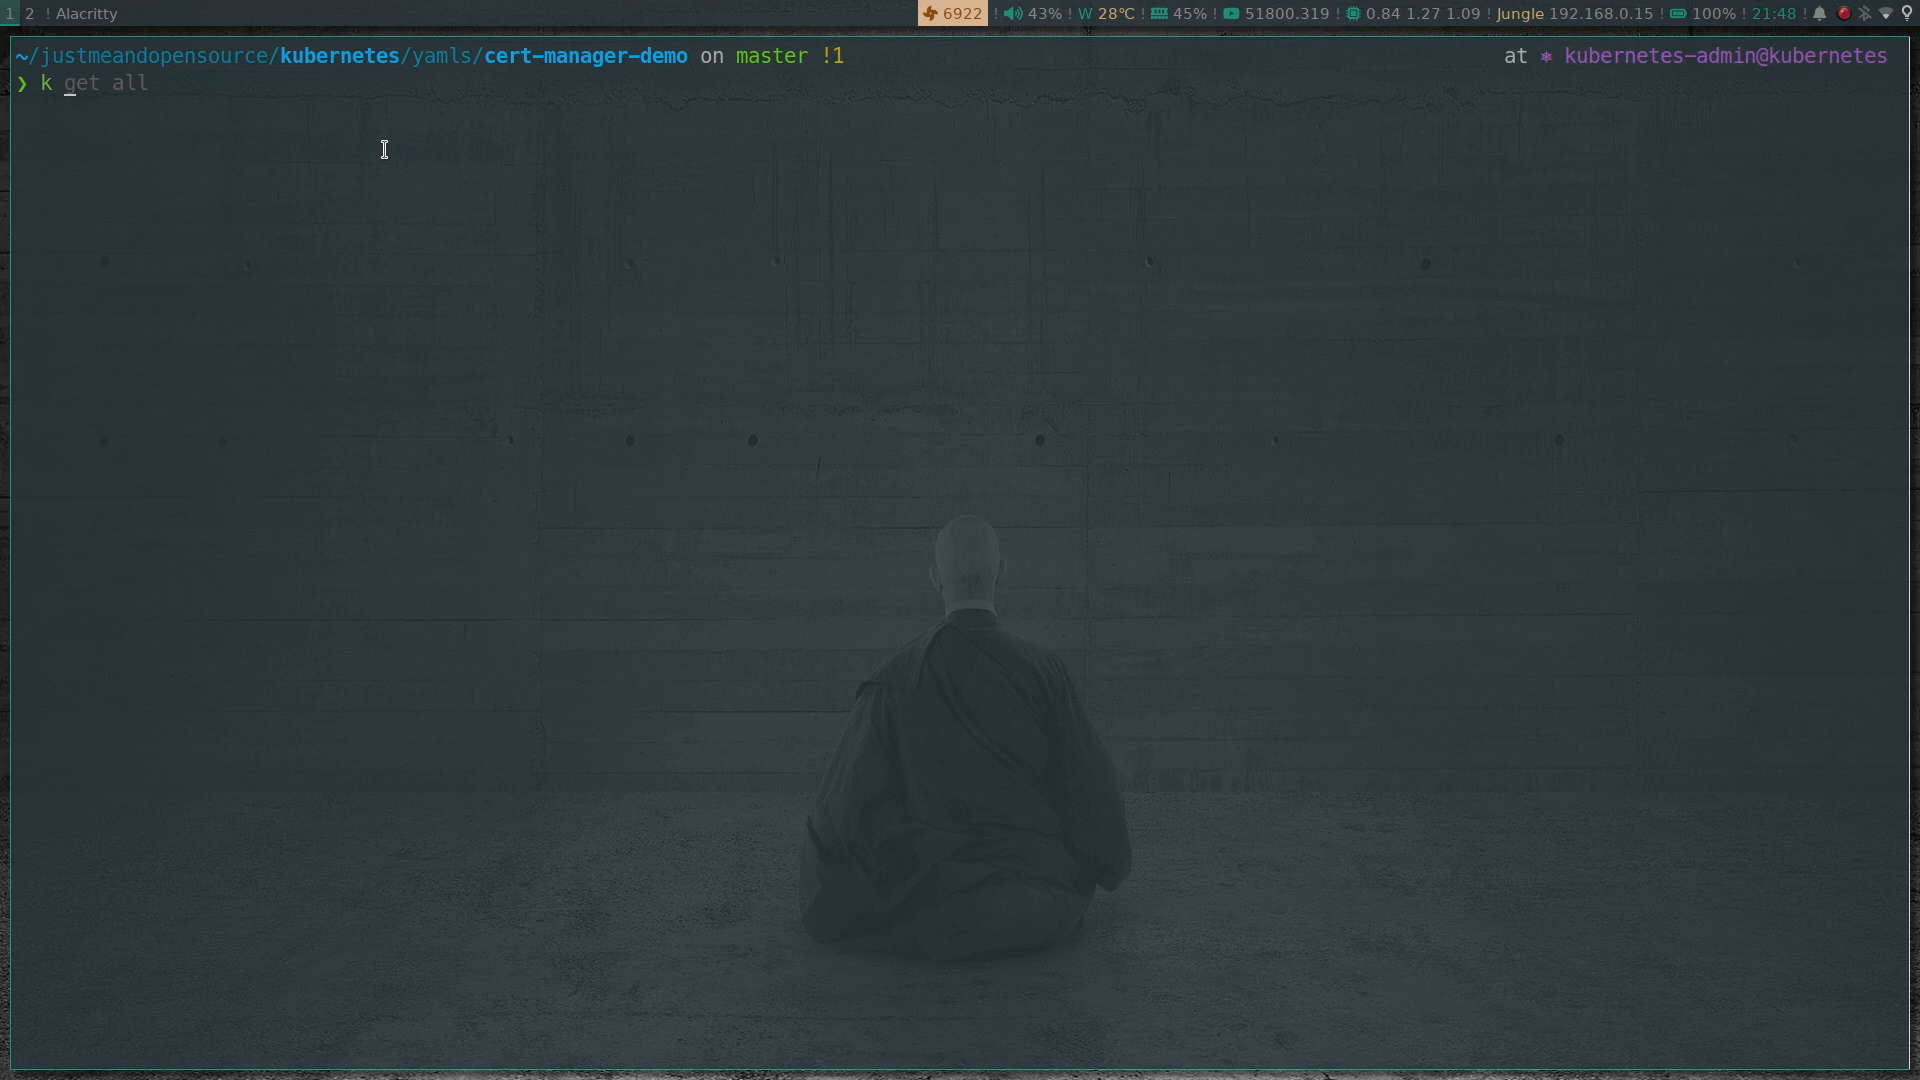 1 2 ! Alacritty 6922 ! 43% ! W 28°C ! 45% ! 51800.319 ! 0.84 1.27 1.09 ! Jungle 192.168.0.15 ! 100% ! 21:48 !
~/justmeandopensource/kubernetes/yamls/cert-manager-demo on master !1 at ⎈ kubernetes-admin@kubernetes
❯ k get all